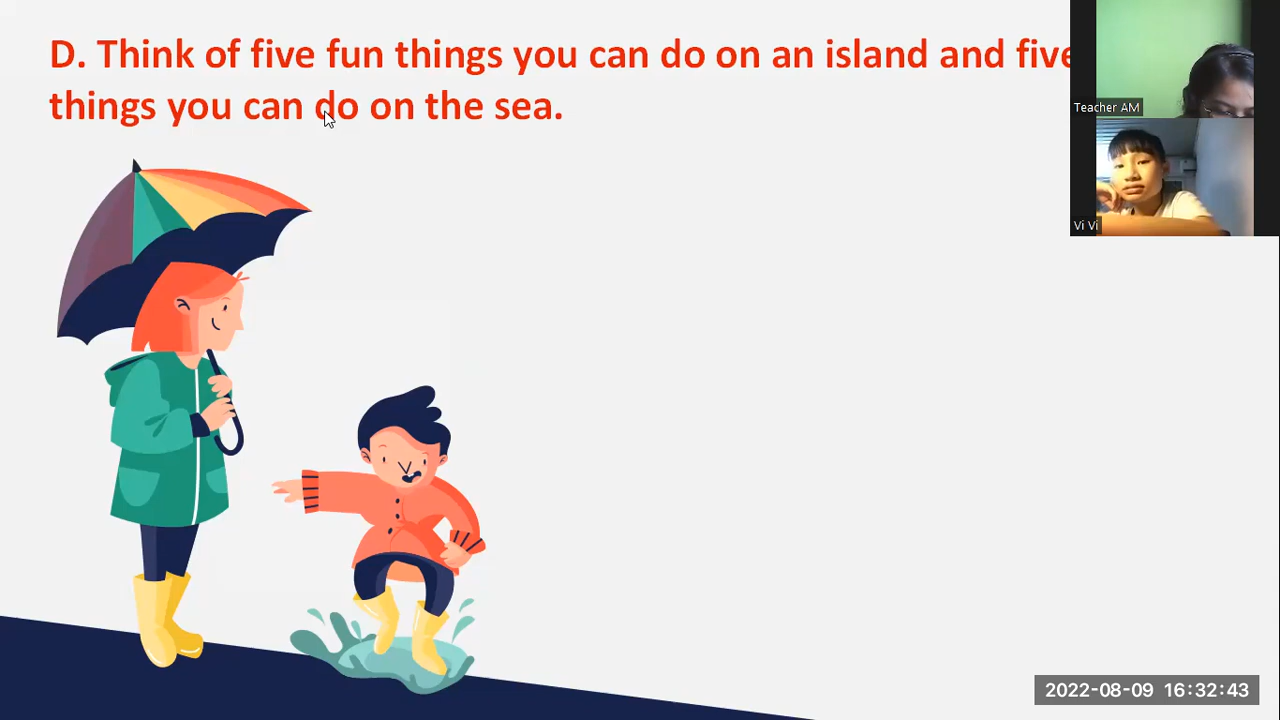 D. Think of five fun things you can do on an island and five
things you can do on the sea.
Teacher AM
Vi Vi
2022-08-09 16:32:43